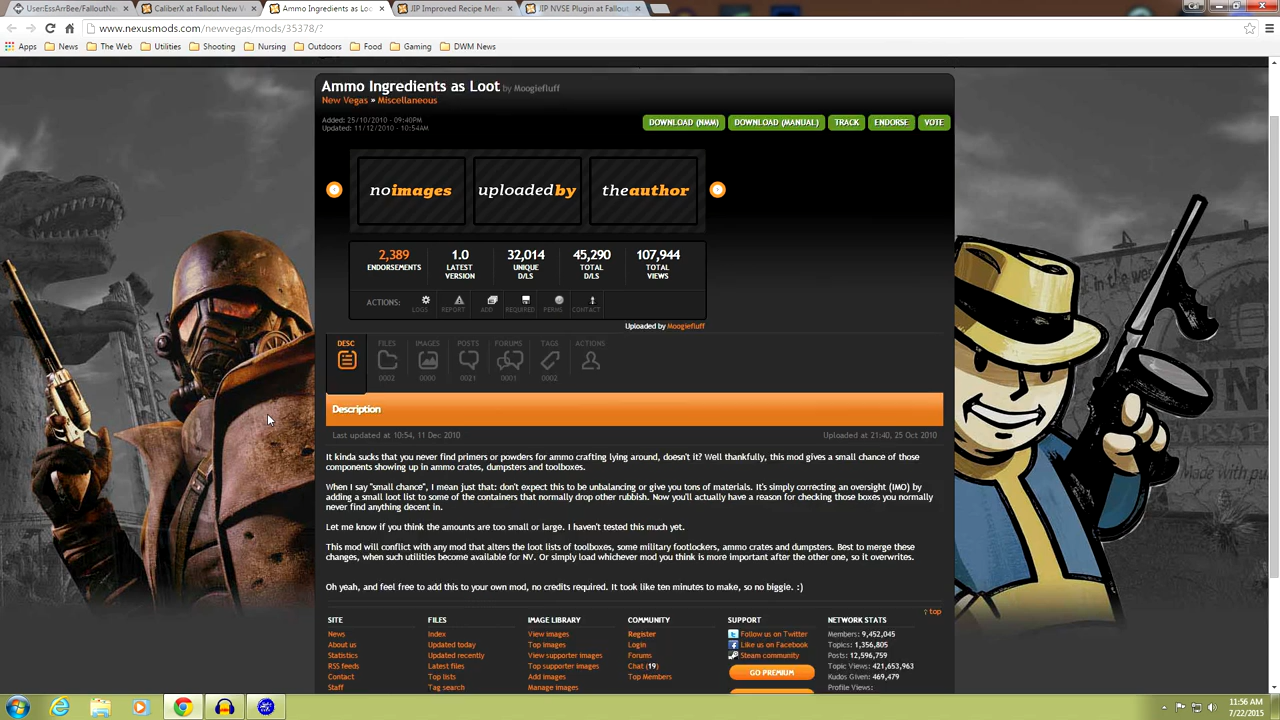 User:EssArrBee/FalloutNe
CaliberX at Fallout New V
Ammo Ingredients as Loo
JIP Improved Recipe Men
JIP NVSE Plugin at Fallout
Cal
www.nexusmods.com/newvegas/mods/35378/?
Apps News The Web Utilities Shooting Nursing Outdoors Food Gaming DWM News
Ammo Ingredients as Loot by Moogiefluff
New Vegas » Miscellaneous
Added: 25/10/2010 - 09:40PM
Updated: 11/12/2010 - 10:54AM
DOWNLOAD (NMM) DOWNLOAD (MANUAL) TRACK ENDORSE VOTE
noimages uploadedby theauthor
2,389 1.0 32,014 45,290 107,944
ENDORSEMENTS LATEST VERSION UNIQUE D/LS TOTAL D/LS TOTAL VIEWS
ACTIONS: LOGS REPORT ADD REQUIRED PERMS CONTACT
Uploaded by Moogiefluff
DESC FILES IMAGES POSTS FORUMS TAGS ACTIONS
0002 0000 0021 0001 0002
Description
Last updated at 10:54, 11 Dec 2010 Uploaded at 21:40, 25 Oct 2010
It kinda sucks that you never find primers or powders for ammo crafting lying around, doesn't it? Well thankfully, this mod gives a small chance of those
components showing up in ammo crates, dumpsters and toolboxes.
When I say "small chance", I mean just that: don't expect this to be unbalancing or give you tons of materials. It's simply correcting an oversight (IMO) by
adding a small loot list to some of the containers that normally drop other rubbish. Now you'll actually have a reason for checking those boxes you normally
never find anything decent in.
Let me know if you think the amounts are too small or large. I haven't tested this much yet.
This mod will conflict with any mod that alters the loot lists of toolboxes, some military footlockers, ammo crates and dumpsters. Best to merge these
changes, when such utilities become available for NV. Or simply load whichever mod you think is more important after the other one, so it overwrites.
Oh yeah, and feel free to add this to your own mod, no credits required. It took like ten minutes to make, so no biggie. :)
top
SITE FILES IMAGE LIBRARY COMMUNITY SUPPORT NETWORK STATS
News Index View images Register Follow us on Twitter Members: 9,452,045
About us Updated today Top images Login Like us on Facebook Topics: 1,356,805
Statistics Updated recently View supporter images Forums Steam community Posts: 12,596,759
RSS feeds Latest files Top supporter images Chat (19) Topic Views: 421,653,963
Contact Top lists Add images Top Members GO PREMIUM Kudos Given: 469,479
Staff Tag search Manage images Profile Views:
11:56 AM
7/22/2015